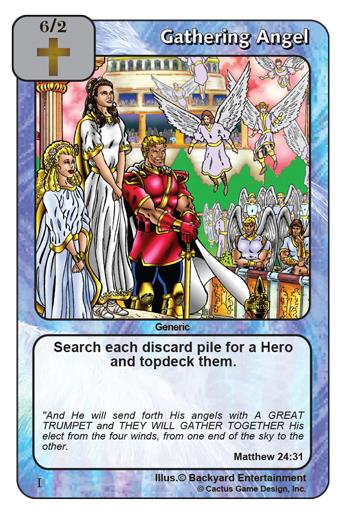 6/2
Gathering Angel
Generic
Search each discard pile for a Hero
and topdeck them.
"And He will send forth His angels with A GREAT
TRUMPET and THEY WILL GATHER TOGETHER His
elect from the four winds, from one end of the sky to the
other.
Matthew 24:31
I
Illus.© Backyard Entertainment
© Cactus Game Design, Inc.